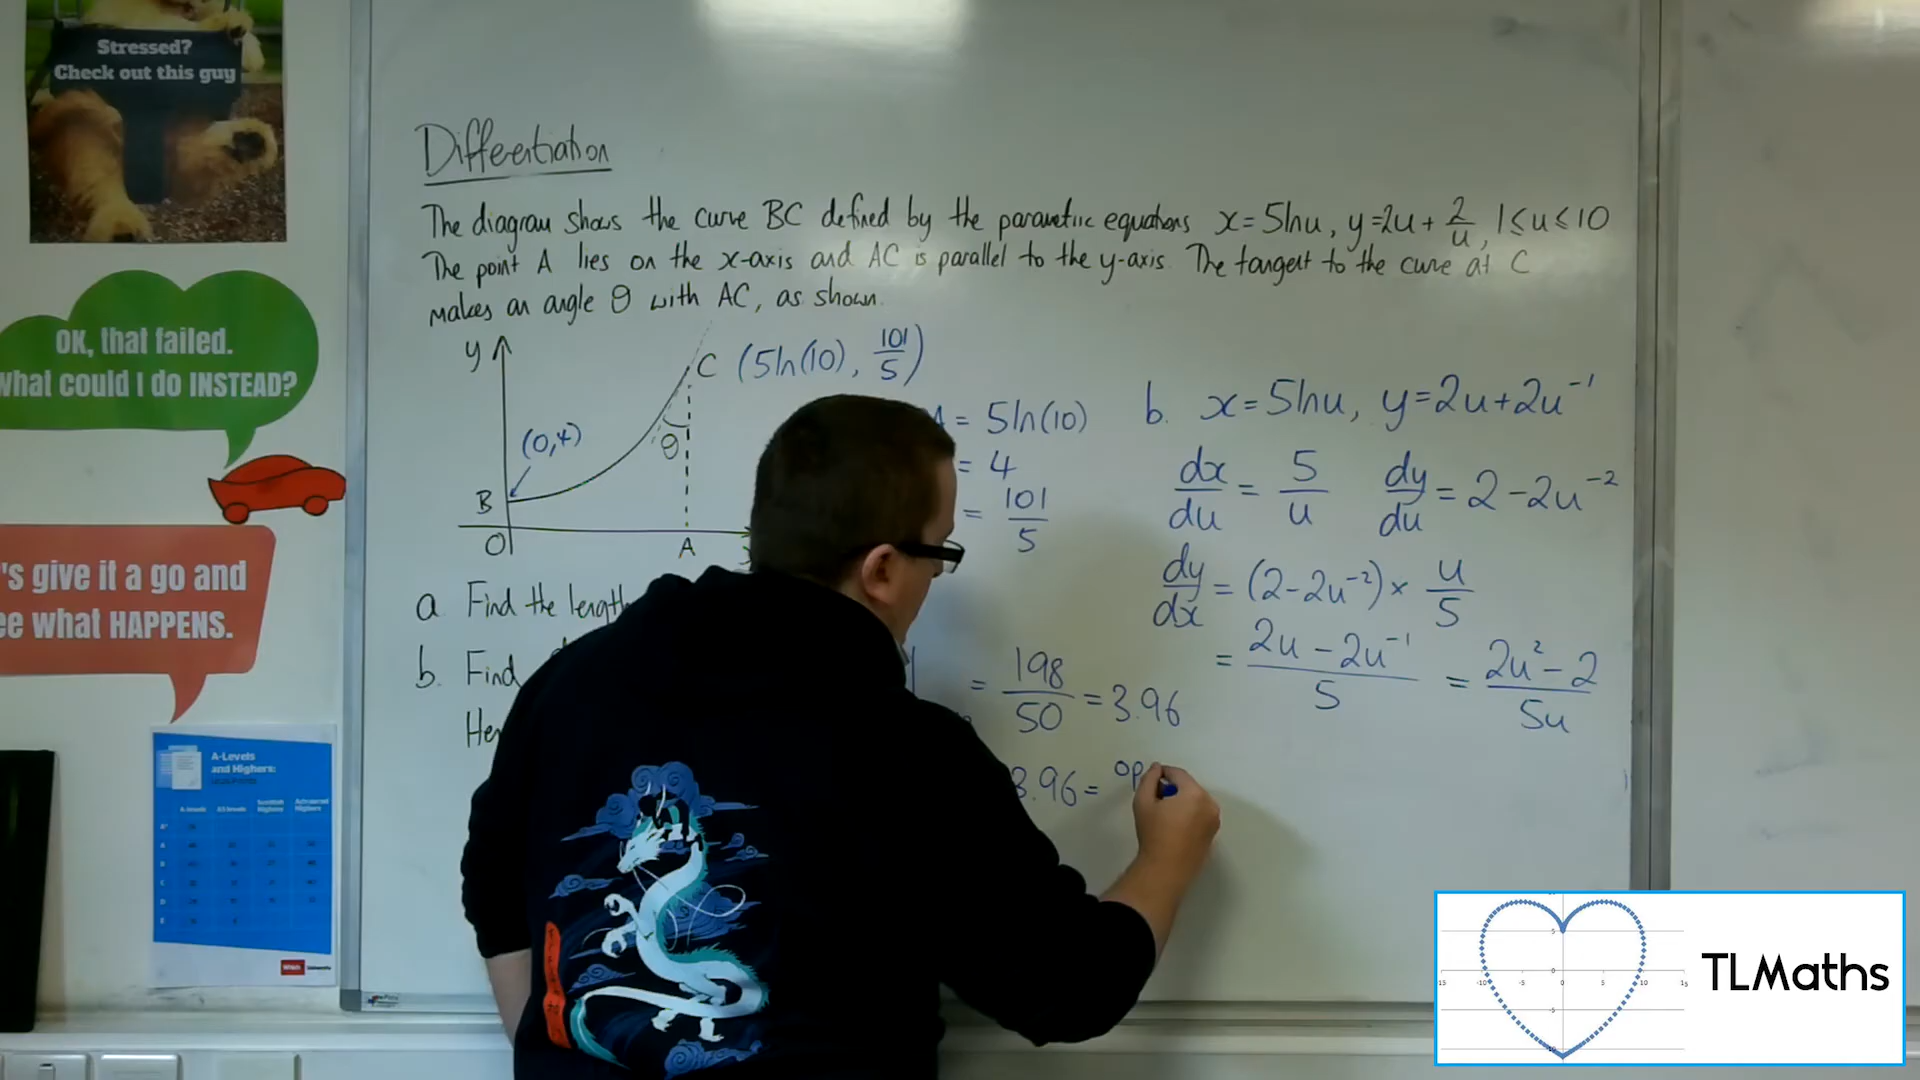 Stressed?
Check out this guy
OK, that failed.
what could I do INSTEAD?
's give it a go and
ee what HAPPENS.
A-Levels
and Highers:
Differentiation
The diagram shows the curve BC defined by the parametric equations x = 5lnu, y = 2u + 2/u, 1 ≤ u ≤ 10
The point A lies on the x-axis and AC is parallel to the y-axis. The tangent to the curve at C
makes an angle θ with AC, as shown.
y
C (5ln(10), 101/5)
(0,4)
θ
B
O
A
a Find the length
b. Find
= 5ln(10)
= 4
= 101/5
= 198/50 = 3.96
3.96 = op
b. x = 5lnu, y = 2u + 2u⁻¹
dx/du = 5/u dy/du = 2 - 2u⁻²
dy/dx = (2 - 2u⁻²) × u/5
= (2u - 2u⁻¹)/5 = (2u² - 2)/5u
TLMaths